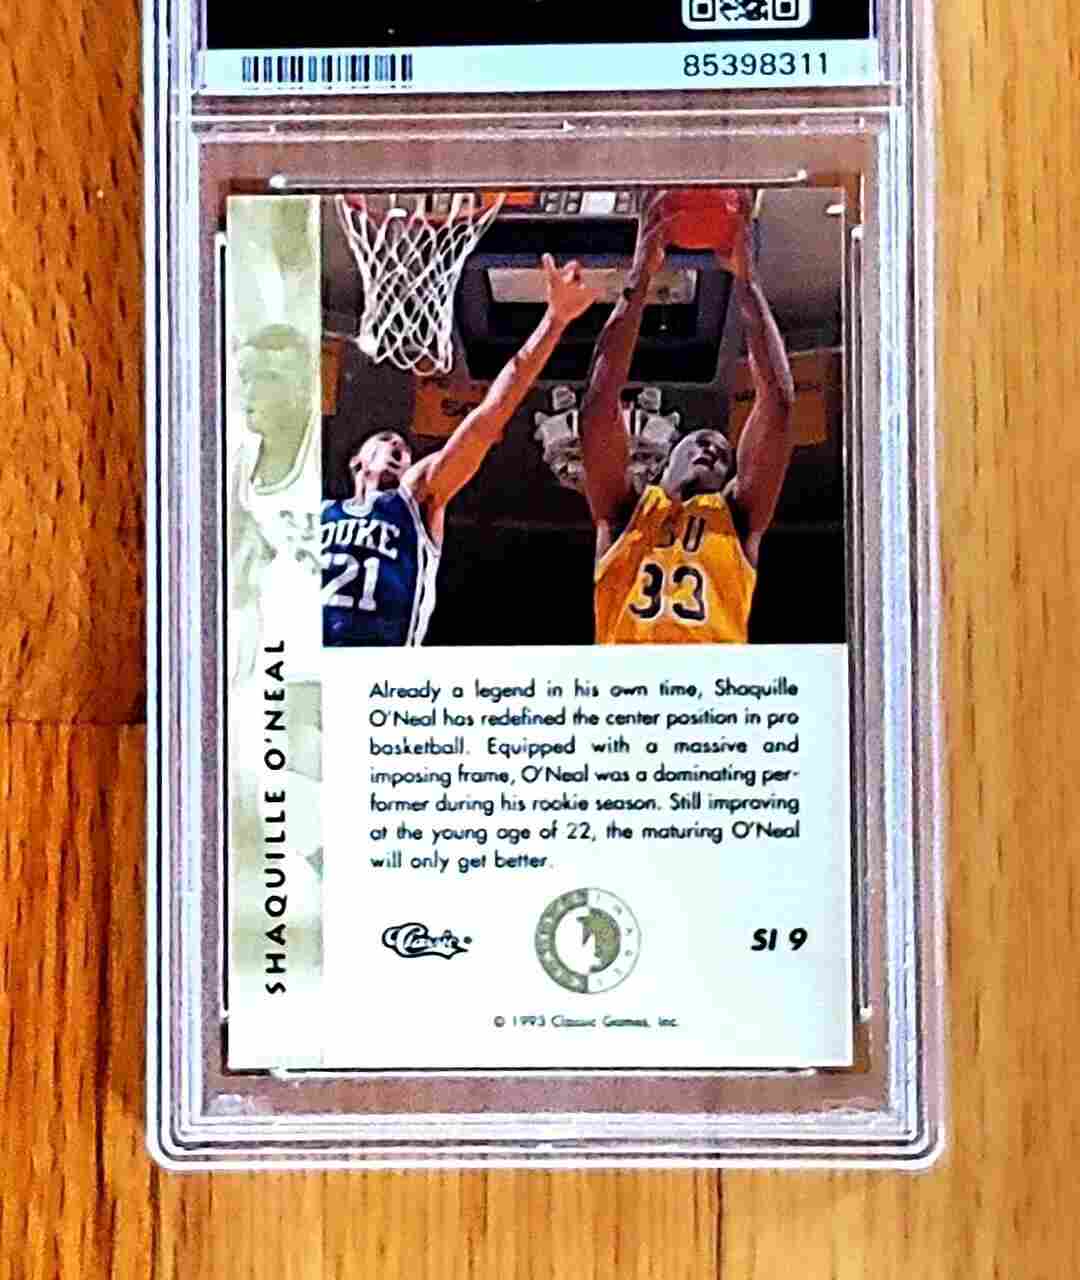 85398311
DUKE
21
SU
33
SHAQUILLE O'NEAL
Already a legend in his own time, Shaquille
O'Neal has redefined the center position in pro
basketball. Equipped with a massive and
imposing frame, O'Neal was a dominating per-
former during his rookie season. Still improving
at the young age of 22, the maturing O'Neal
will only get better.
Classic
SI 9
© 1993 Classic Games, Inc.